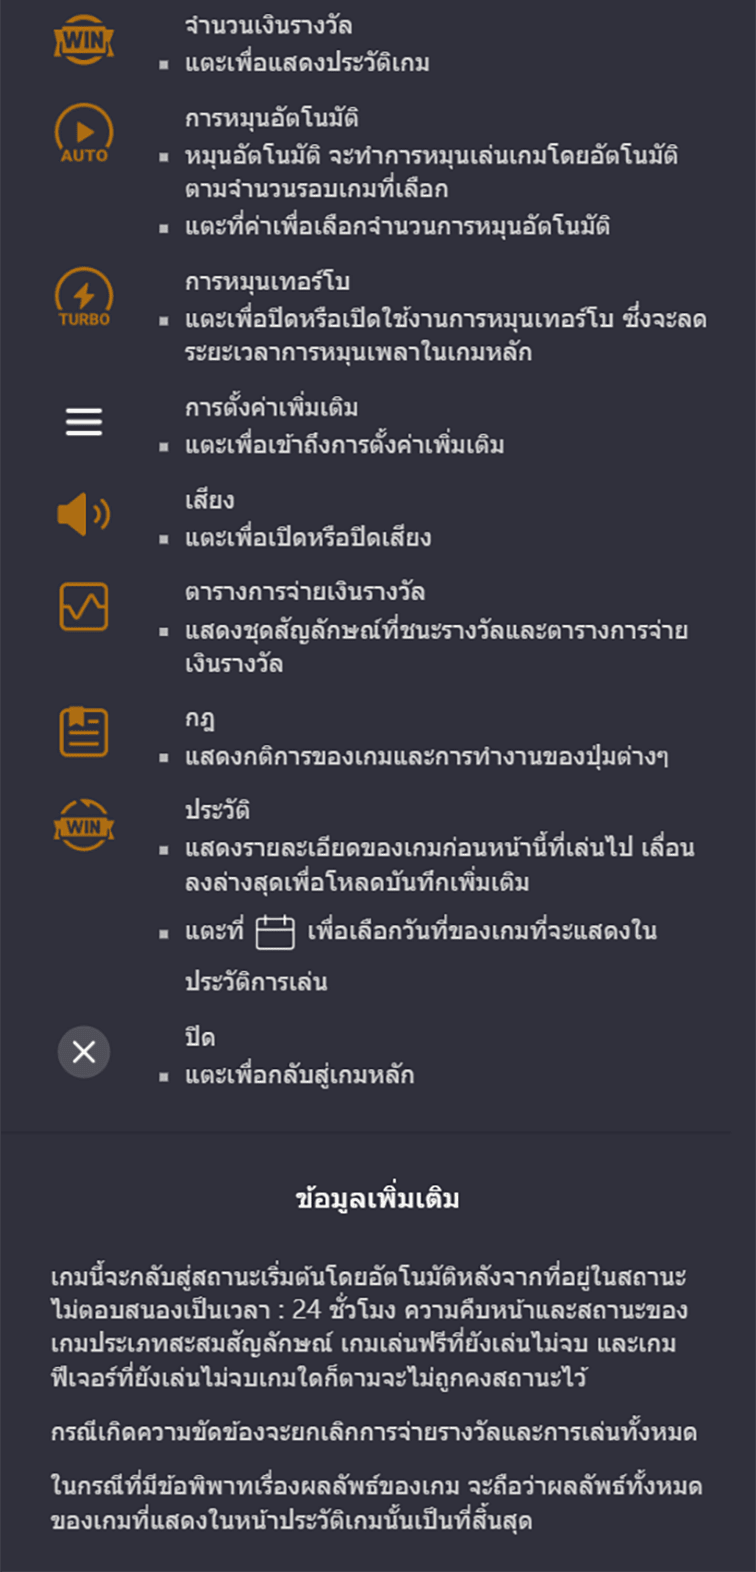 WIN
จำนวนเงินรางวัล
▪ แตะเพื่อแสดงประวัติเกม
AUTO
การหมุนอัตโนมัติ
▪ หมุนอัตโนมัติ จะทำการหมุนเล่นเกมโดยอัตโนมัติ
ตามจำนวนรอบเกมที่เลือก
▪ แตะที่ค่าเพื่อเลือกจำนวนการหมุนอัตโนมัติ
TURBO
การหมุนเทอร์โบ
▪ แตะเพื่อปิดหรือเปิดใช้งานการหมุนเทอร์โบ ซึ่งจะลด
ระยะเวลาการหมุนเพลาในเกมหลัก
การตั้งค่าเพิ่มเติม
▪ แตะเพื่อเข้าถึงการตั้งค่าเพิ่มเติม
เสียง
▪ แตะเพื่อเปิดหรือปิดเสียง
ตารางการจ่ายเงินรางวัล
▪ แสดงชุดสัญลักษณ์ที่ชนะรางวัลและตารางการจ่าย
เงินรางวัล
กฎ
▪ แสดงกติการของเกมและการทำงานของปุ่มต่างๆ
WIN
ประวัติ
▪ แสดงรายละเอียดของเกมก่อนหน้านี้ที่เล่นไป เลื่อน
ลงล่างสุดเพื่อโหลดบันทึกเพิ่มเติม
▪ แตะที่ เพื่อเลือกวันที่ของเกมที่จะแสดงใน
ประวัติการเล่น
ปิด
▪ แตะเพื่อกลับสู่เกมหลัก
ข้อมูลเพิ่มเติม
เกมนี้จะกลับสู่สถานะเริ่มต้นโดยอัตโนมัติหลังจากที่อยู่ในสถานะ
ไม่ตอบสนองเป็นเวลา : 24 ชั่วโมง ความคืบหน้าและสถานะของ
เกมประเภทสะสมสัญลักษณ์ เกมเล่นฟรีที่ยังเล่นไม่จบ และเกม
ฟีเจอร์ที่ยังเล่นไม่จบเกมใดก็ตามจะไม่ถูกคงสถานะไว้
กรณีเกิดความขัดข้องจะยกเลิกการจ่ายรางวัลและการเล่นทั้งหมด
ในกรณีที่มีข้อพิพาทเรื่องผลลัพธ์ของเกม จะถือว่าผลลัพธ์ทั้งหมด
ของเกมที่แสดงในหน้าประวัติเกมนั้นเป็นที่สิ้นสุด